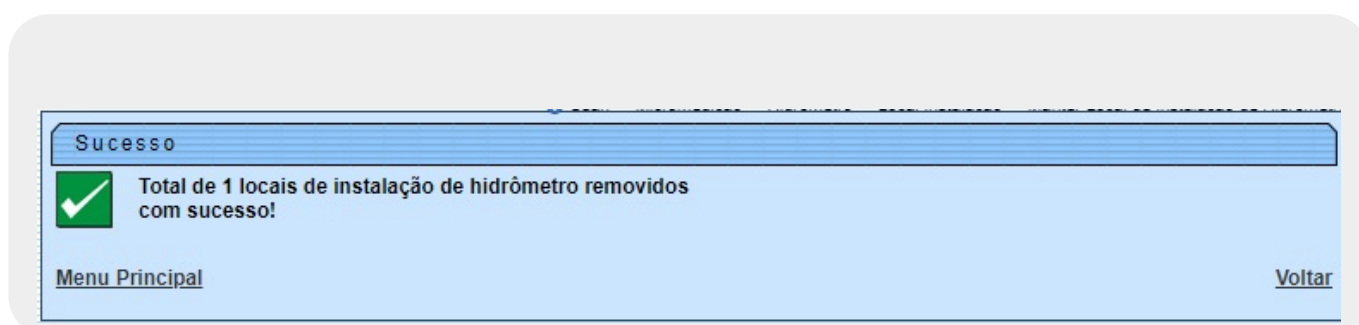 Sucesso
Total de 1 locais de instalação de hidrômetro removidos
com sucesso!
Menu Principal
Voltar